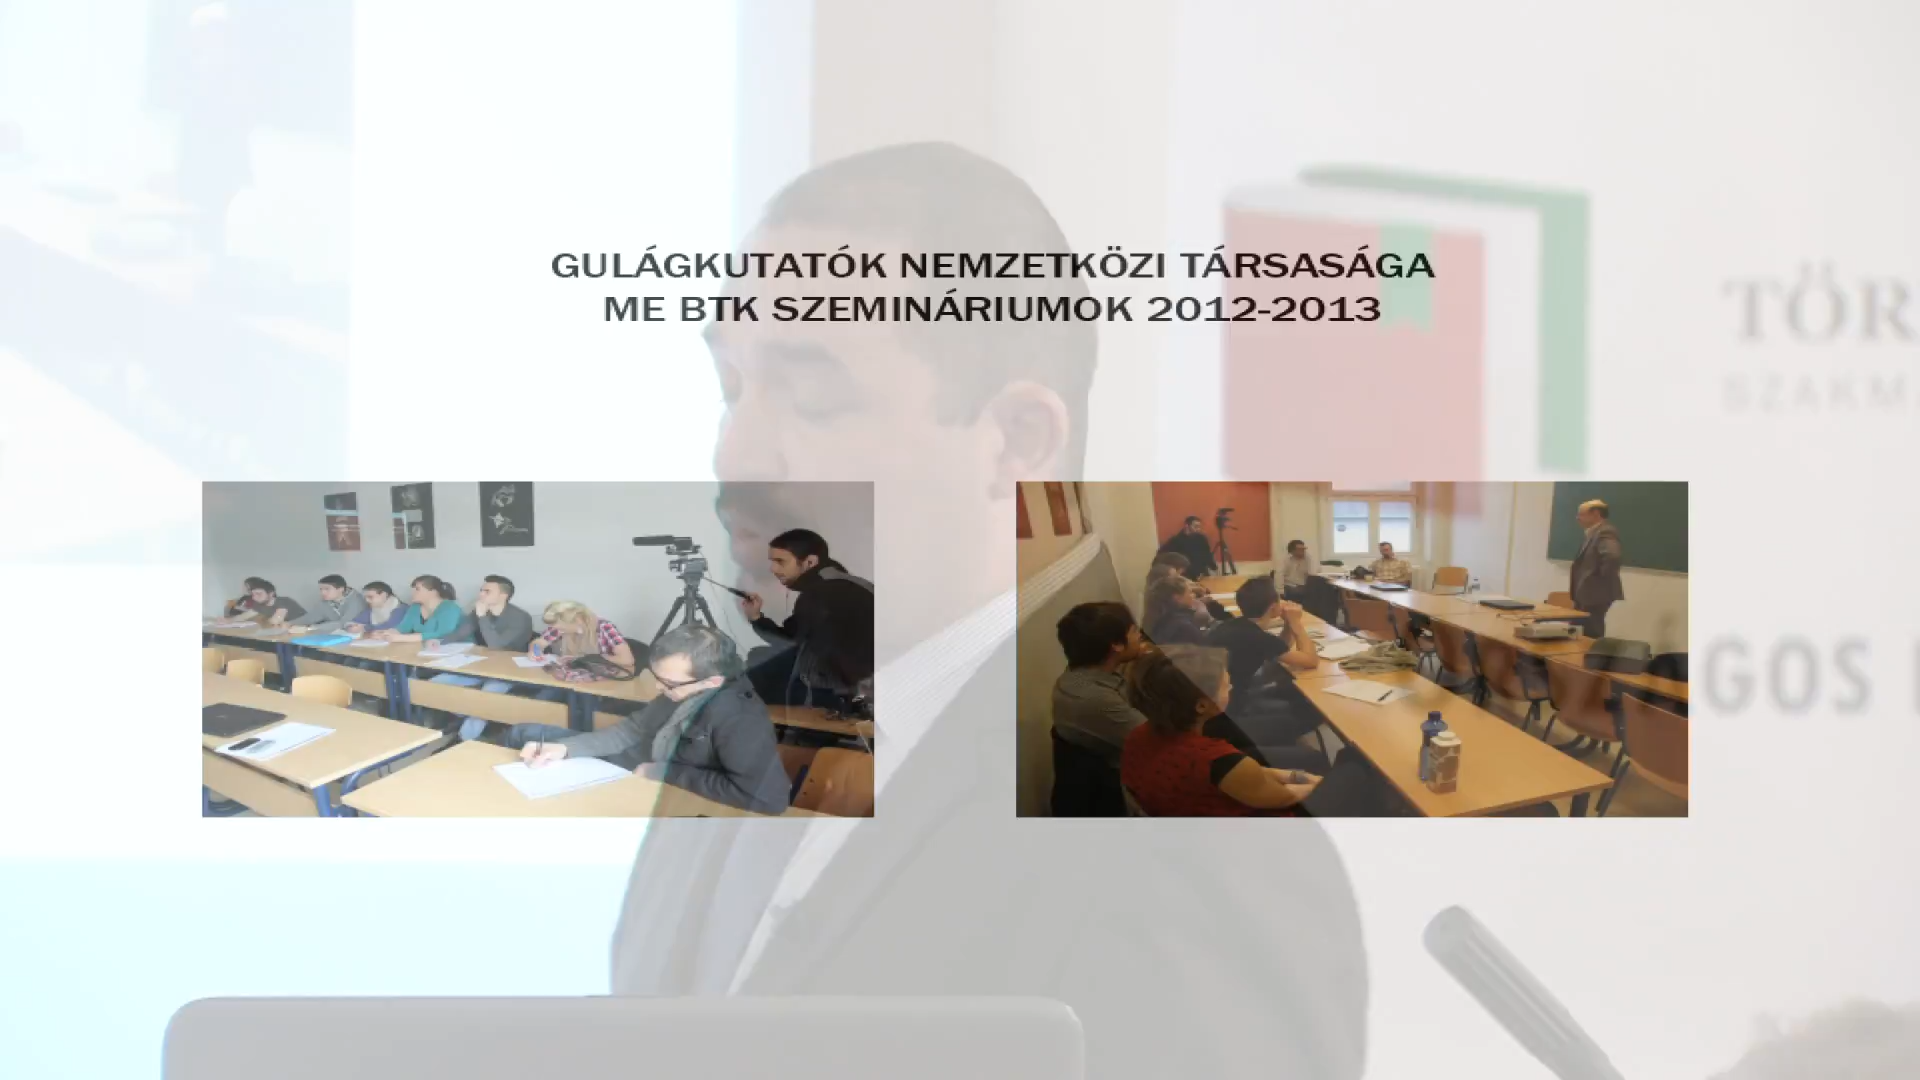 GULÁGKUTATÓK NEMZETKÖZI TÁRSASÁGA
ME BTK SZEMINÁRIUMOK 2012-2013
TÖR
SZAKM
GOS